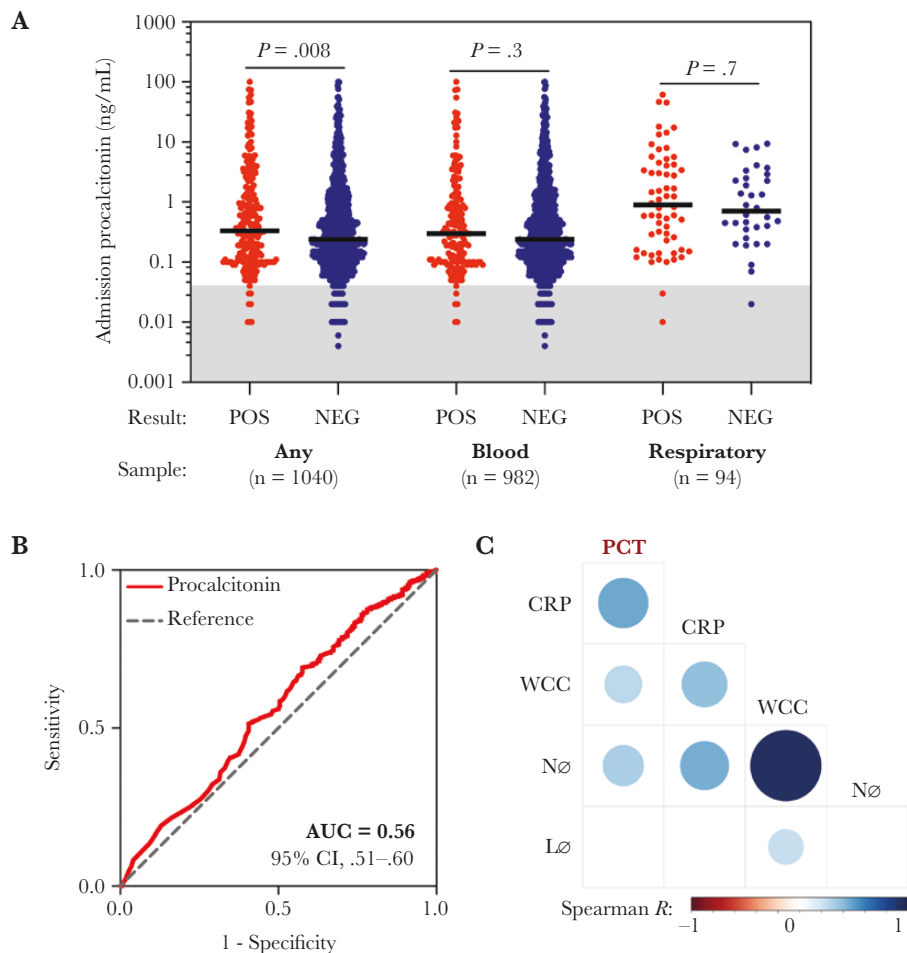 A
Admission procalcitonin (ng/mL)
1000
100
10
1
0.1
0.01
0.001
P = .008
P = .3
P = .7
Result: POS NEG POS NEG POS NEG
Sample: Any Blood Respiratory
(n = 1040) (n = 982) (n = 94)
B
Sensitivity
1.0
0.5
0.0
Procalcitonin
Reference
AUC = 0.56
95% CI, .51–.60
0.0 0.5 1.0
1 - Specificity
C
PCT
CRP
CRP
WCC
WCC
NØ
NØ
LØ
Spearman R:
−1 0 1